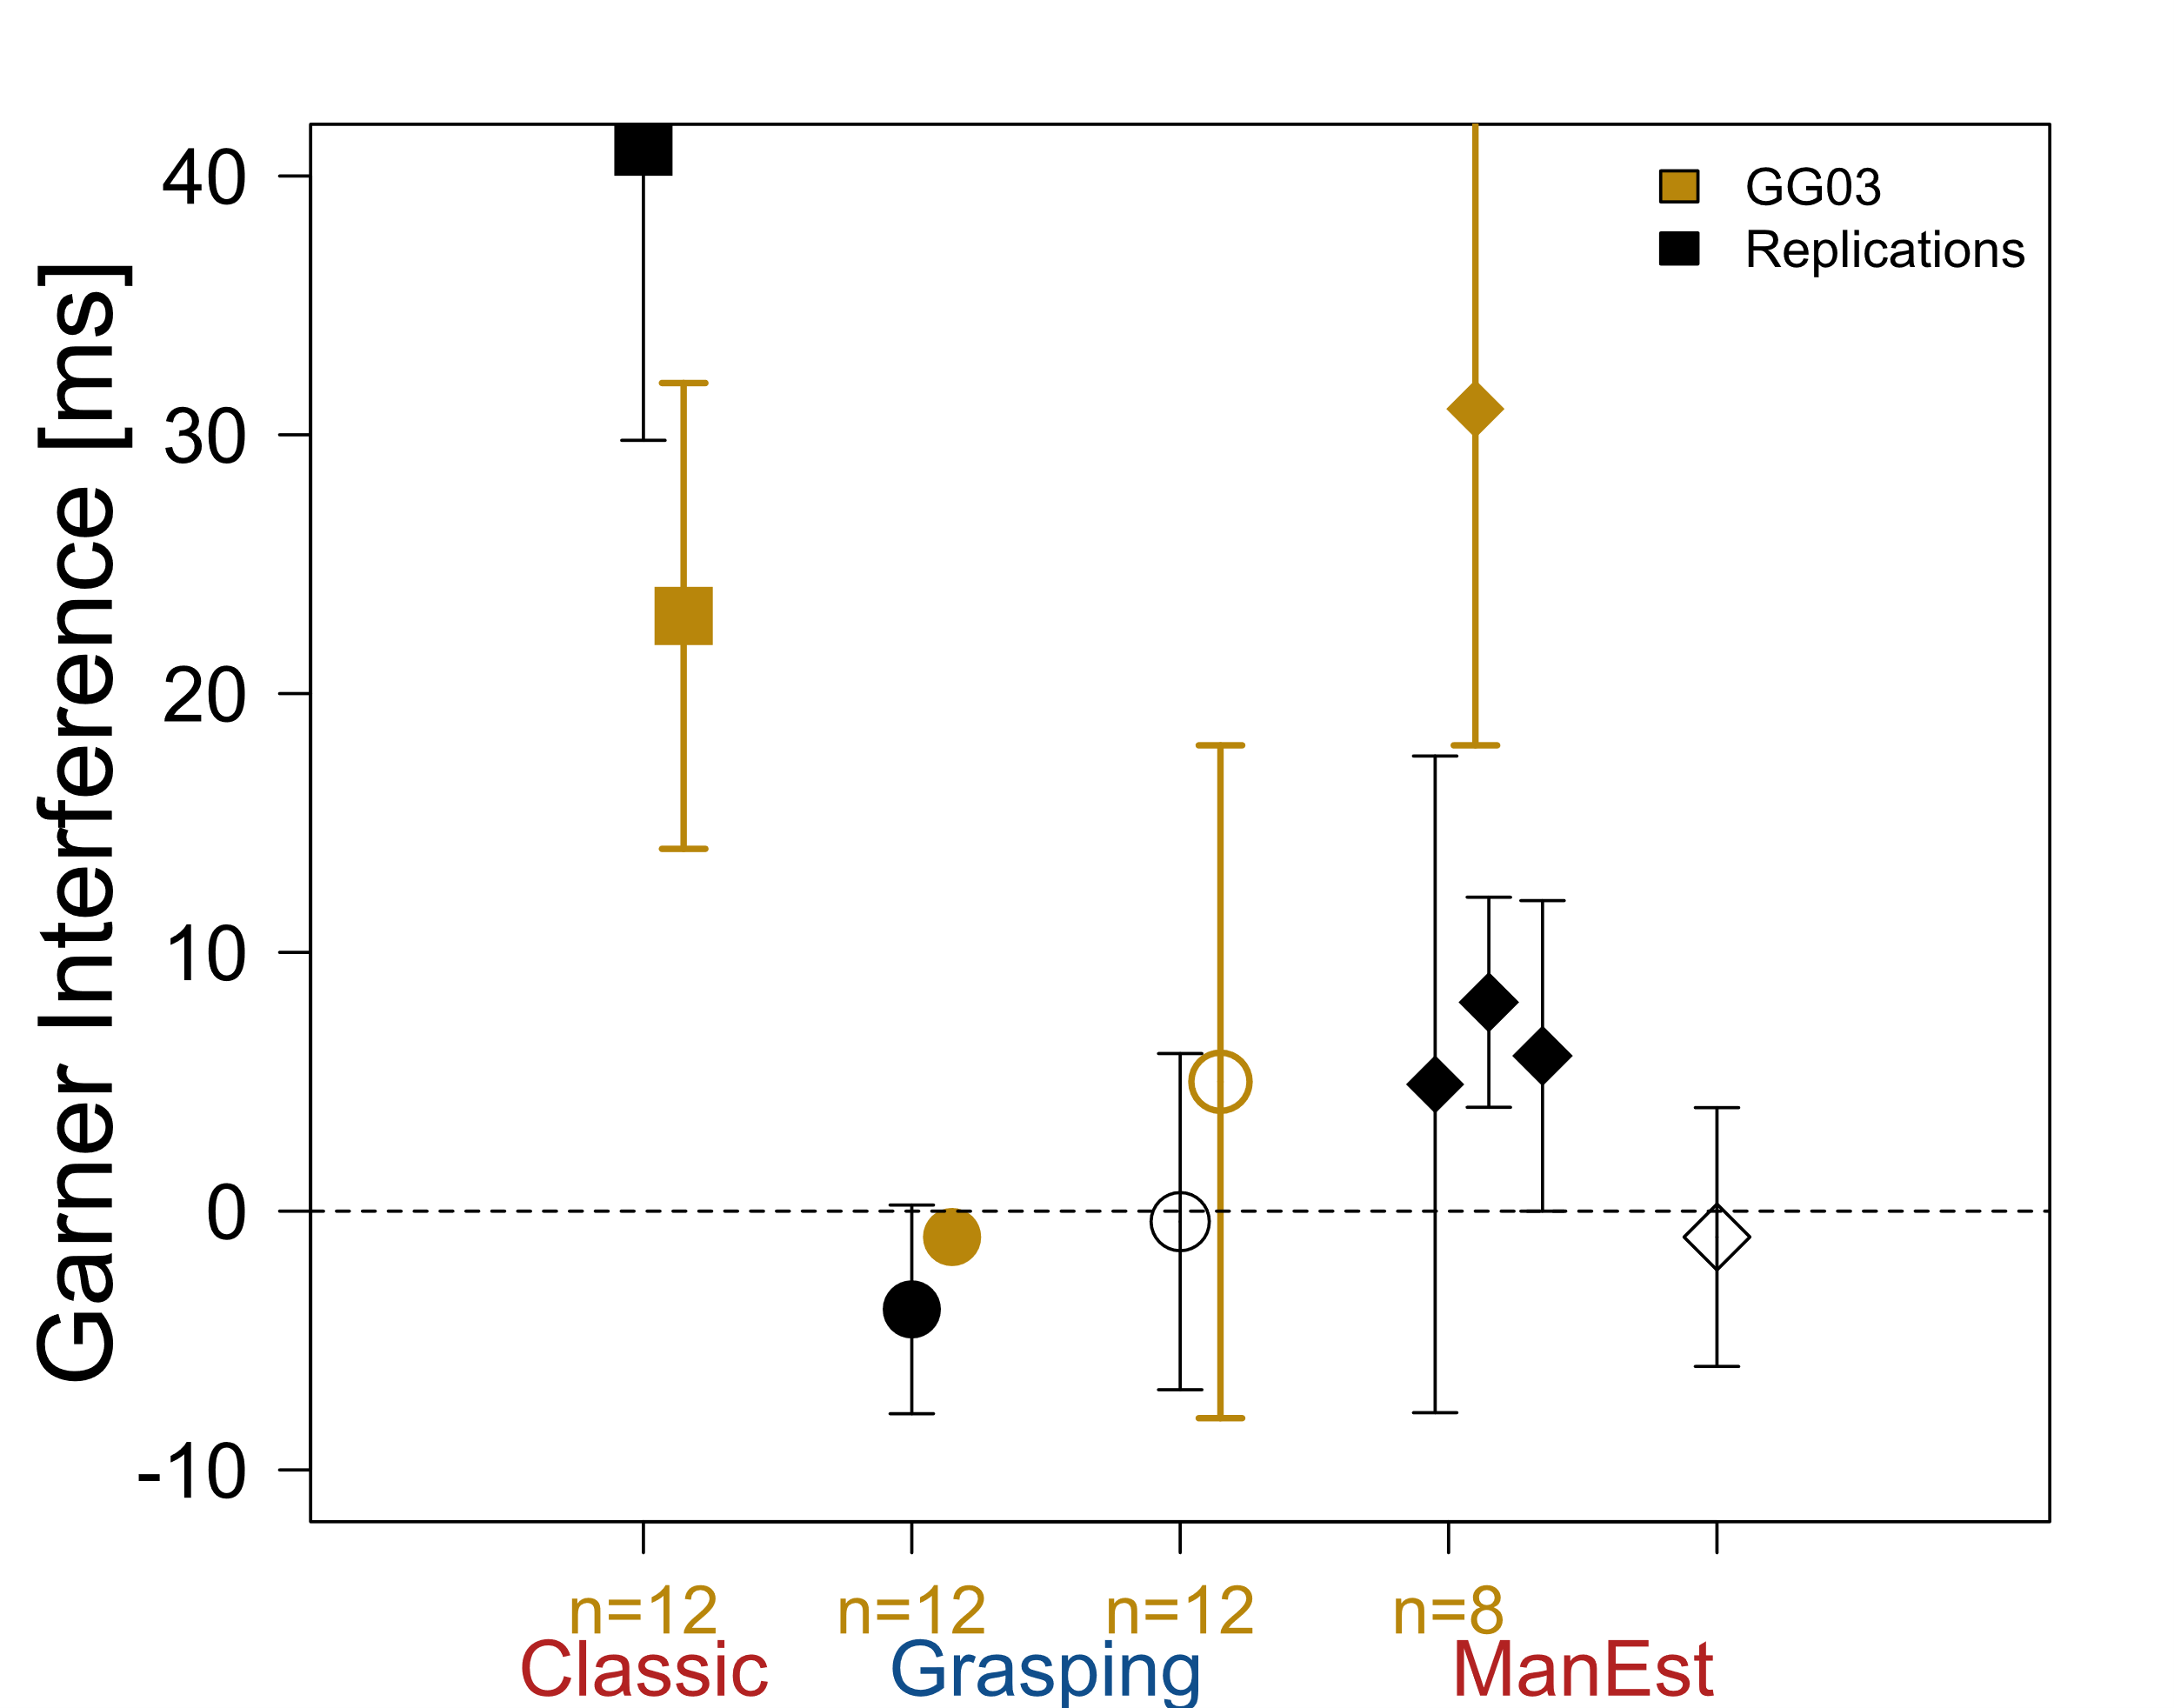 Garner Interference [ms]
40
30
20
10
0
-10
GG03
Replications
n=12 n=12 n=12 n=8
Classic Grasping ManEst